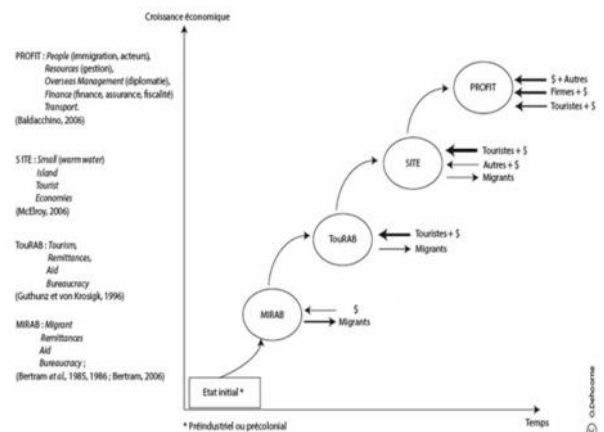 Croissance économique
PROFIT : People (immigration, acteurs),
Resources (gestion),
Overseas Management (diplomatie),
Finance (finance, assurance, fiscalité)
Transport.
(Baldacchino, 2006)
SITE : Small (warm water)
Island
Tourist
Economies
(McElroy, 2006)
TouRAB : Tourism,
Remittances,
Aid
Bureaucracy
(Guthunz et von Krosigk, 1996)
MIRAB : Migrant
Remittances
Aid
Bureaucracy ;
(Bertram et al., 1985, 1986 ; Bertram, 2006)
PROFIT
$ + Autres
Firmes + $
Touristes + $
SITE
Touristes + $
Autres + $
Migrants
TouRAB
Touristes + $
Migrants
MIRAB
$
Migrants
Etat initial *
Temps
* Préindustriel ou précolonial
© O.Dehoorne